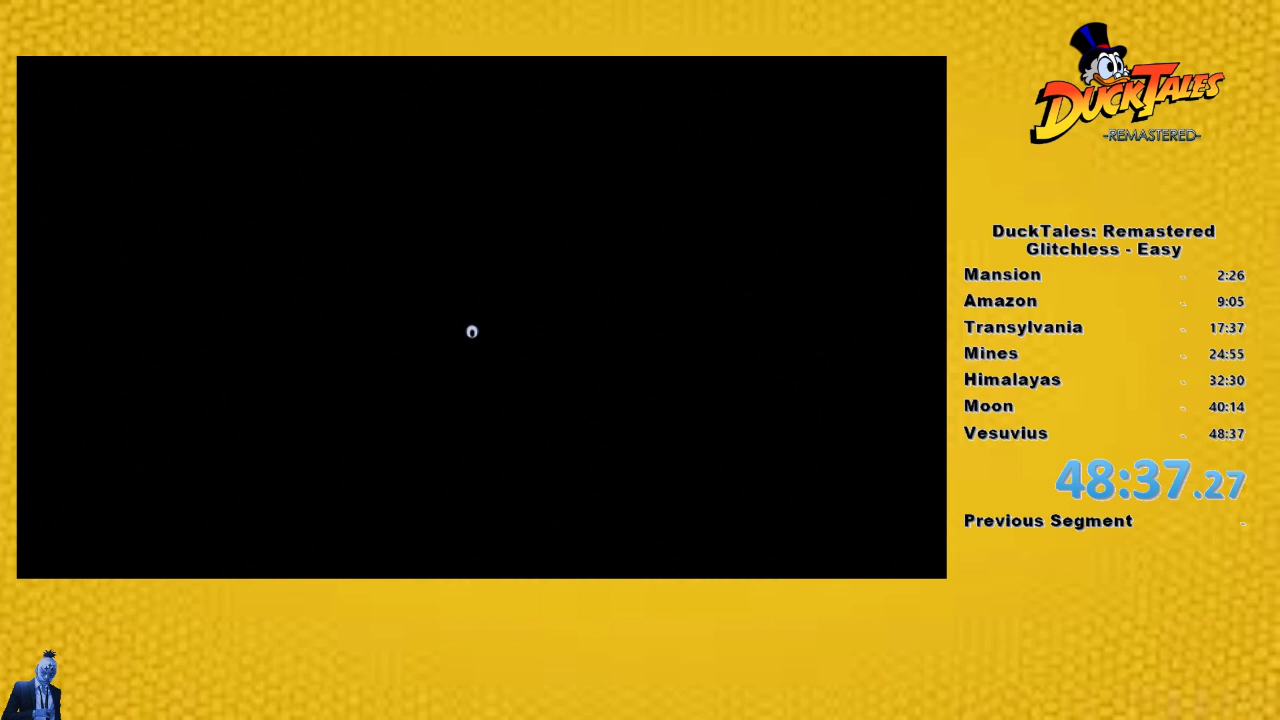 DUCKTALES
-REMASTERED-
DuckTales: Remastered
Glitchless - Easy
Mansion - 2:26
Amazon - 9:05
Transylvania - 17:37
Mines - 24:55
Himalayas - 32:30
Moon - 40:14
Vesuvius - 48:37
48:37.27
Previous Segment -